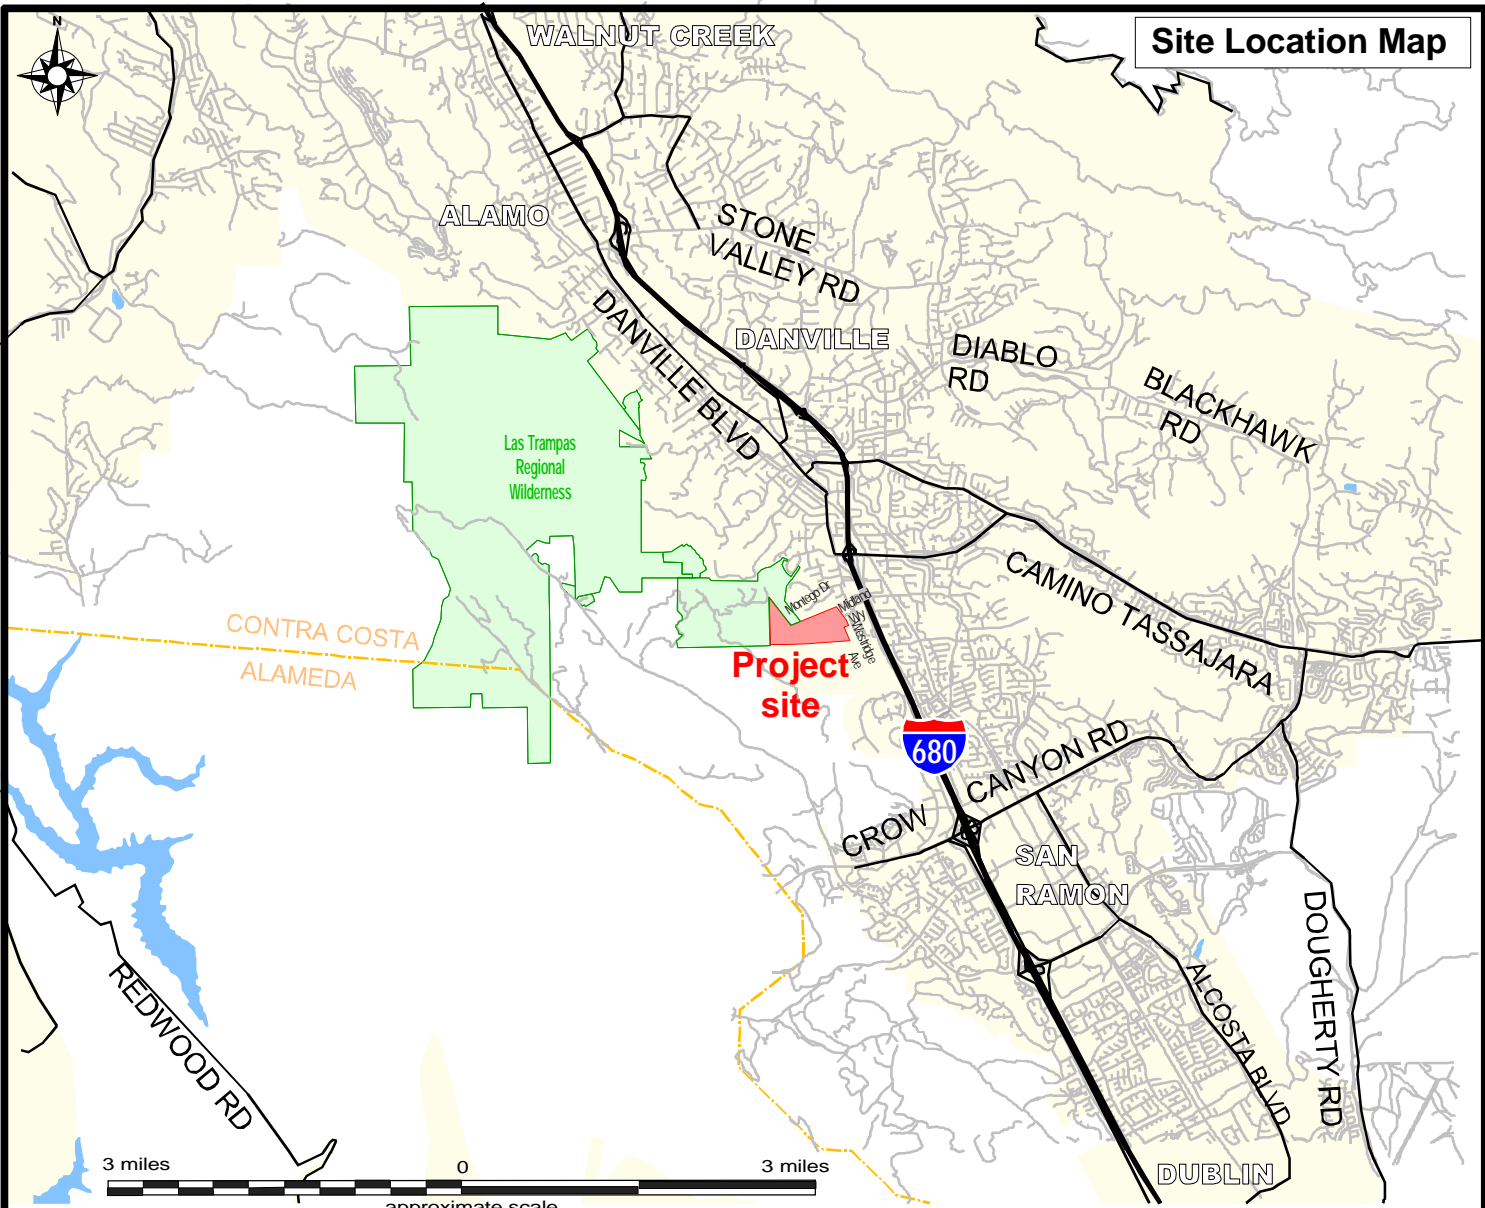 N
WALNUT CREEK
Site Location Map
ALAMO
STONE
VALLEY RD
DANVILLE BLVD
DANVILLE
DIABLO
RD
BLACKHAWK
RD
Las Trampas
Regional
Wilderness
CAMINO TASSAJARA
Montego Dr
Midland
Wy
Westridge
Ave
CONTRA COSTA
ALAMEDA
Project
site
680
CROW
CANYON RD
SAN
RAMON
DOUGHERTY RD
ALCOSTA BLVD
REDWOOD RD
DUBLIN
3 miles
0
3 miles
approximate scale